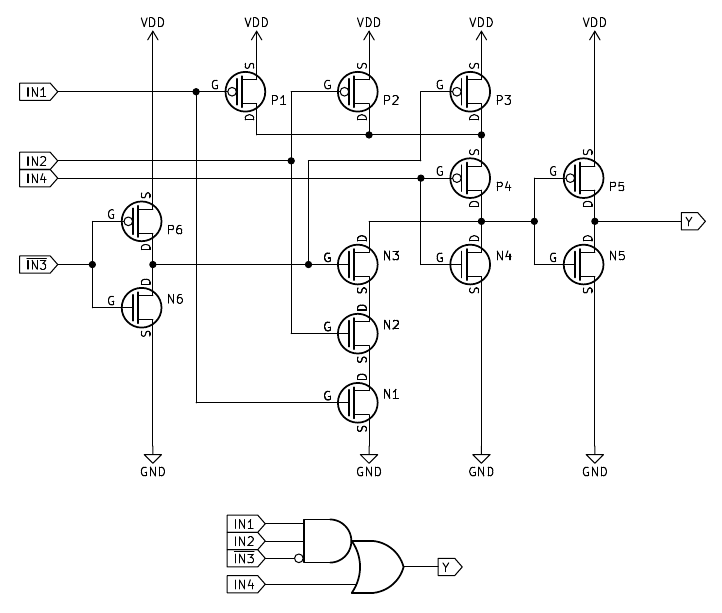 VDD VDD VDD VDD VDD
S S S S
IN1 G P1 G P2 G P3
D D D
IN2 S S
IN4 G P4 G P5
S D D
G P6 Y
D D D D
IN3 G N3 G N4 G N5
D S S S
G N6 D
S G N2
S
D
G N1
S
GND GND GND GND
IN1
IN2
IN3 Y
IN4